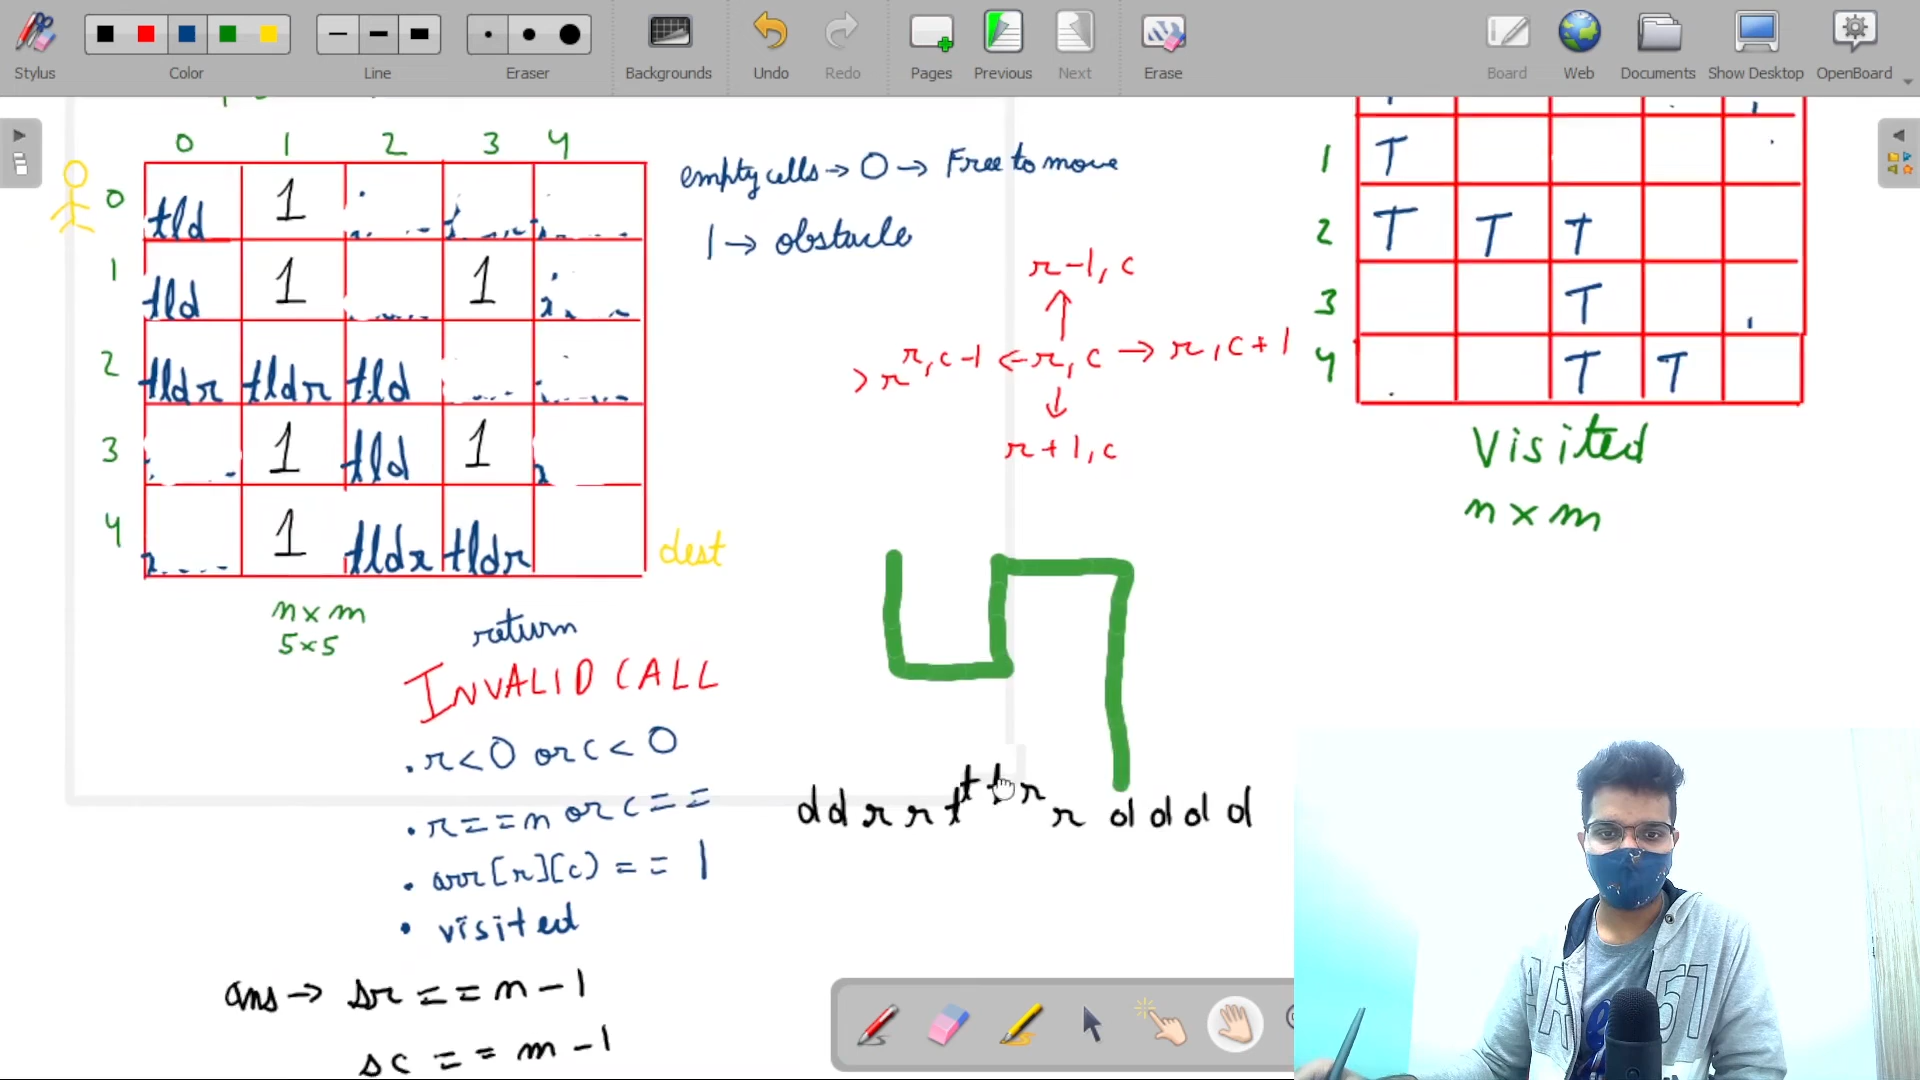 Stylus Color Line Eraser Backgrounds Undo Redo Pages Previous Next Erase Board Web Documents Show Desktop OpenBoard
0 1 2 3 4
0 tld 1
1 tld 1 1
2 tldr tldr tld
3 1 tld 1
4 1 tldr tldr
dest
n x m
5 x 5
empty cells → 0 → Free to move
1 → obstacle
r-1, c
r, c-1 ← r, c → r, c+1
> r
r+1, c
1 T
2 T T T
3 T
4 T T
Visited
n x m
return
INVALID CALL
• r < 0 or c < 0
• r == n or c ==
• arr[r][c) == 1
• visited
ans → sr == n - 1
sc == m - 1
d d r r t t t r r d d d d